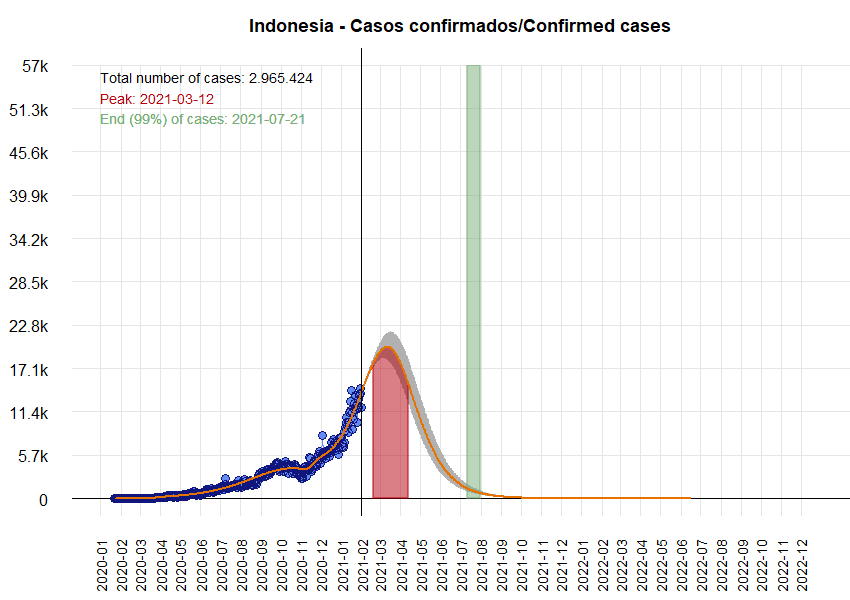 Indonesia - Casos confirmados/Confirmed cases
57k
51.3k
45.6k
39.9k
34.2k
28.5k
22.8k
17.1k
11.4k
5.7k
0
Total number of cases: 2.965.424
Peak: 2021-03-12
End (99%) of cases: 2021-07-21
2020-01
2020-02
2020-03
2020-04
2020-05
2020-06
2020-07
2020-08
2020-09
2020-10
2020-11
2020-12
2021-01
2021-02
2021-03
2021-04
2021-05
2021-06
2021-07
2021-08
2021-09
2021-10
2021-11
2021-12
2022-01
2022-02
2022-03
2022-04
2022-05
2022-06
2022-07
2022-08
2022-09
2022-10
2022-11
2022-12